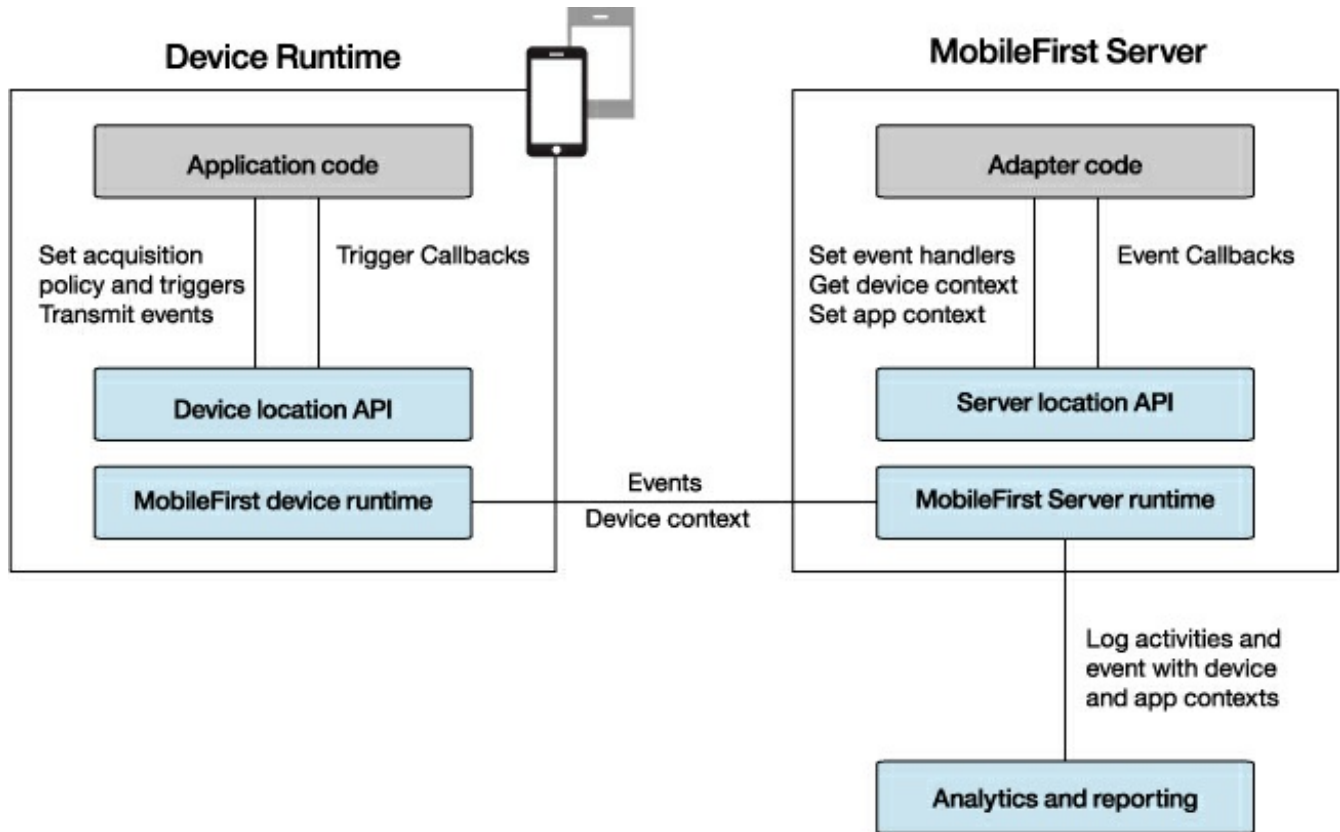 Device Runtime
MobileFirst Server
Application code
Set acquisition
policy and triggers
Transmit events
Trigger Callbacks
Device location API
MobileFirst device runtime
Events
Device context
Adapter code
Set event handlers
Get device context
Set app context
Event Callbacks
Server location API
MobileFirst Server runtime
Log activities and
event with device
and app contexts
Analytics and reporting